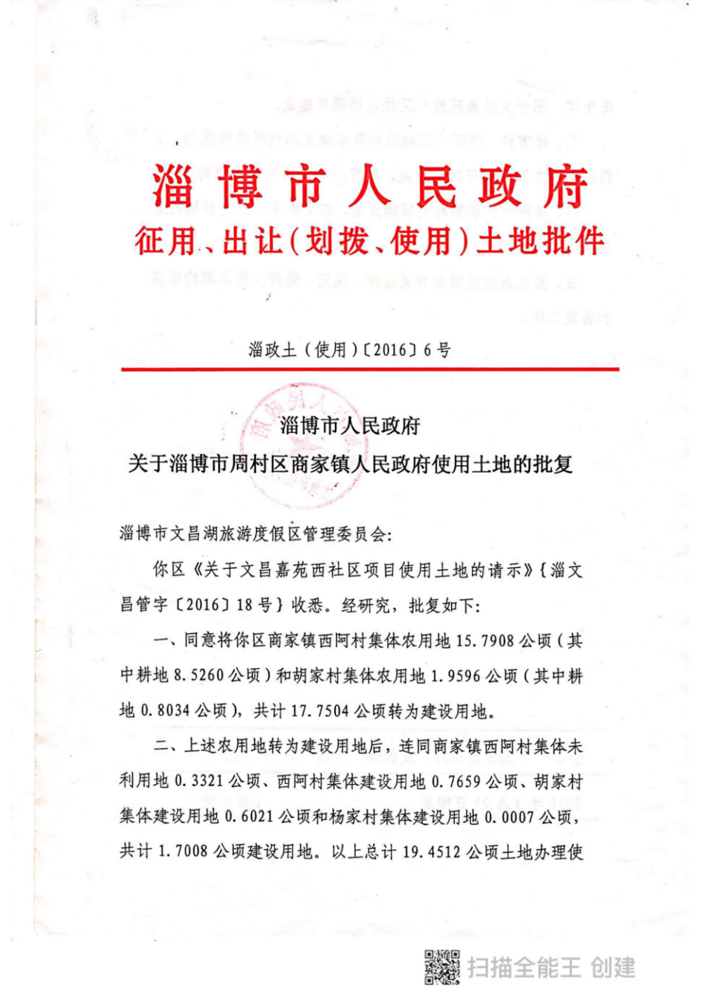 淄博市人民政府
征用、出让(划拨、使用)土地批件
淄政土(使用)〔2016〕6号
淄博市人民政府
关于淄博市周村区商家镇人民政府使用土地的批复
淄博市文昌湖旅游度假区管理委员会:
你区《关于文昌嘉苑西社区项目使用土地的请示》{淄文
昌管字〔2016〕18号}收悉。经研究，批复如下:
一、同意将你区商家镇西阿村集体农用地15.7908公顷(其
中耕地8.5260公顷)和胡家村集体农用地1.9596公顷(其中耕
地0.8034公顷)，共计17.7504公顷转为建设用地。
二、上述农用地转为建设用地后，连同商家镇西阿村集体未
利用地0.3321公顷、西阿村集体建设用地0.7659公顷、胡家村
集体建设用地0.6021公顷和杨家村集体建设用地0.0007公顷，
共计1.7008公顷建设用地。以上总计19.4512公顷土地办理使
扫描全能王 创建